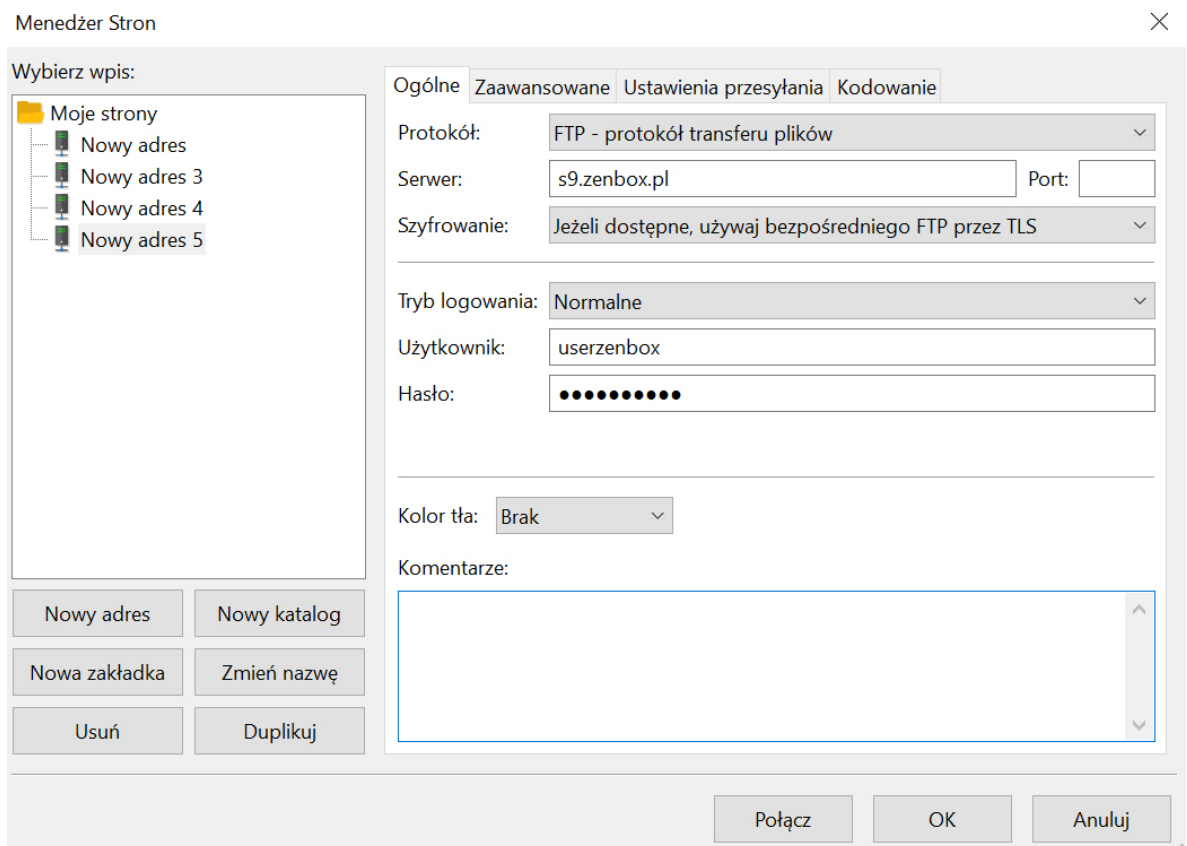 Menedżer Stron
Wybierz wpis:
Moje strony
Nowy adres
Nowy adres 3
Nowy adres 4
Nowy adres 5
Nowy adres
Nowy katalog
Nowa zakładka
Zmień nazwę
Usuń
Duplikuj
Ogólne Zaawansowane Ustawienia przesyłania Kodowanie
Protokół: FTP - protokół transferu plików
Serwer: s9.zenbox.pl Port:
Szyfrowanie: Jeżeli dostępne, używaj bezpośredniego FTP przez TLS
Tryb logowania: Normalne
Użytkownik: userzenbox
Hasło: ●●●●●●●●●●
Kolor tła: Brak
Komentarze:
Połącz OK Anuluj